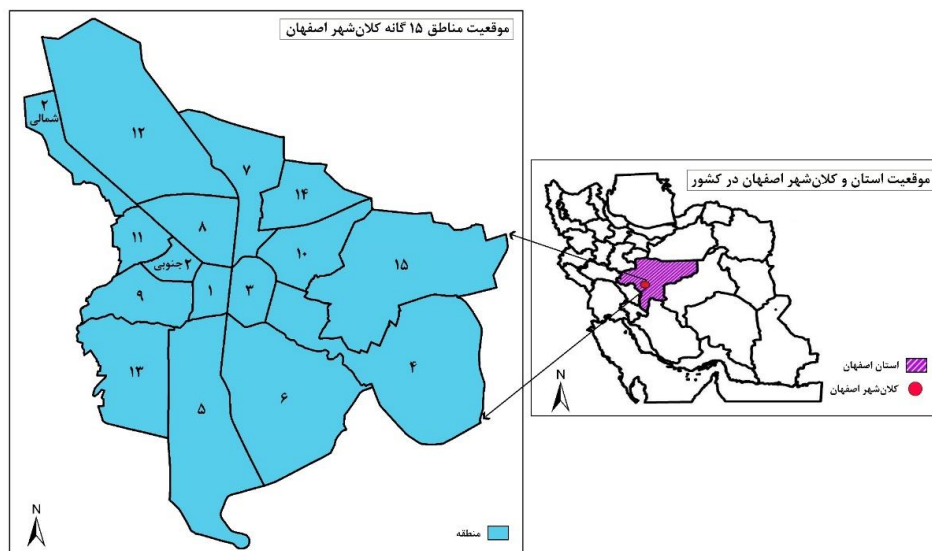 موقعیت مناطق ۱۵ گانه کلان‌شهر اصفهان
۲
شمالی
۱۲
۷
۱۴
۸
۱۱
۱۰
۲ جنوبی
۱۵
۹
۱
۳
۱۳
۴
۵
۶
N
منطقه
موقعیت استان و کلان‌شهر اصفهان در کشور
استان اصفهان
کلان‌شهر اصفهان
N